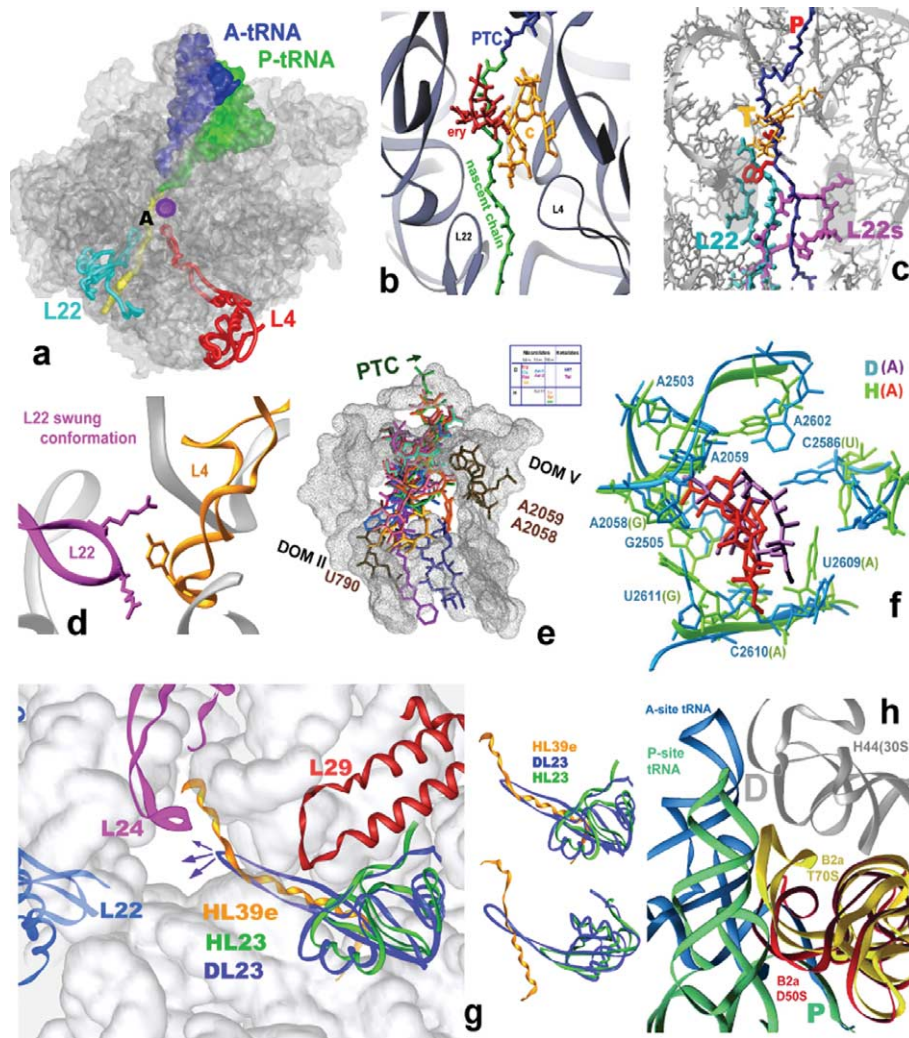 A-tRNA
P-tRNA
A
L22
L4
a
PTC
ery
C
nascent chain
L22
L4
b
P
T
L22
L22s
c
L22 swung
conformation
L4
L22
d
PTC
DOM V
A2059
A2058
DOM II
U790
e
D(A)
H(A)
A2503
A2602
C2586(U)
A2059
A2058(G)
G2505
U2609(A)
U2611(G)
C2610(A)
f
L29
L24
L22
HL39e
HL23
DL23
HL39e
DL23
HL23
g
h
A-site tRNA
H44(30S
P-site
tRNA
D
B2a
T70S
B2a
D50S
P